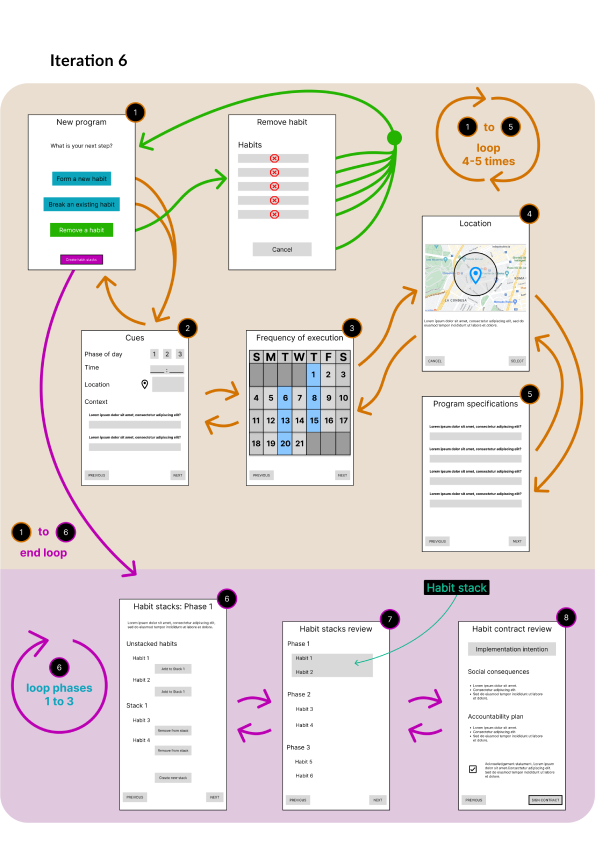 Iteration 6
1
New program
What is your next step?
Form a new habit
Break an existing habit
Remove a habit
Create habit stacks
Remove habit
Habits
Cancel
1 to 5
loop
4-5 times
4
Location
Lorem ipsum dolor sit amet, consectetur adipiscing elit, sed do
eiusmod tempor incididunt ut labore et dolore.
CANCEL
SELECT
2
Cues
Phase of day
1 2 3
Time
__ : __
Location
Context
Lorem ipsum dolor sit amet, consectetur adipiscing elit?
Lorem ipsum dolor sit amet, consectetur adipiscing elit?
PREVIOUS
NEXT
3
Frequency of execution
S M T W T F S
1 2 3
4 5 6 7 8 9 10
11 12 13 14 15 16 17
18 19 20 21
PREVIOUS
NEXT
5
Program specifications
Lorem ipsum dolor sit amet, consectetur adipiscing elit?
Lorem ipsum dolor sit amet, consectetur adipiscing elit?
Lorem ipsum dolor sit amet, consectetur adipiscing elit?
Lorem ipsum dolor sit amet, consectetur adipiscing elit?
PREVIOUS
NEXT
1 to 6
end loop
6
loop phases
1 to 3
6
Habit stacks: Phase 1
Lorem ipsum dolor sit amet, consectetur adipiscing elit,
sed do eiusmod tempor incididunt ut labore et dolore.
Unstacked habits
Habit 1
Add to Stack 1
Habit 2
Add to Stack 1
Stack 1
Habit 3
Remove from stack
Habit 4
Remove from stack
Create new stack
PREVIOUS
NEXT
Habit stack
7
Habit stacks review
Phase 1
Habit 1
Habit 2
Phase 2
Habit 3
Habit 4
Phase 3
Habit 5
Habit 6
PREVIOUS
NEXT
8
Habit contract review
Implementation intention
Social consequences
Lorem ipsum dolor sit amet.
Consectetur adipiscing elit.
Sed do eiusmod tempor incididunt ut labore
et dolore.
Accountability plan
Lorem ipsum dolor sit amet.
Consectetur adipiscing elit.
Sed do eiusmod tempor incididunt ut labore
et dolore.
Acknowledgement statement, Lorem ipsum
dolor sit amet,Consectetur adipiscing elit
Sed do eiusmod tempor incididunt ut labore
et dolore.
PREVIOUS
SIGN CONTRACT